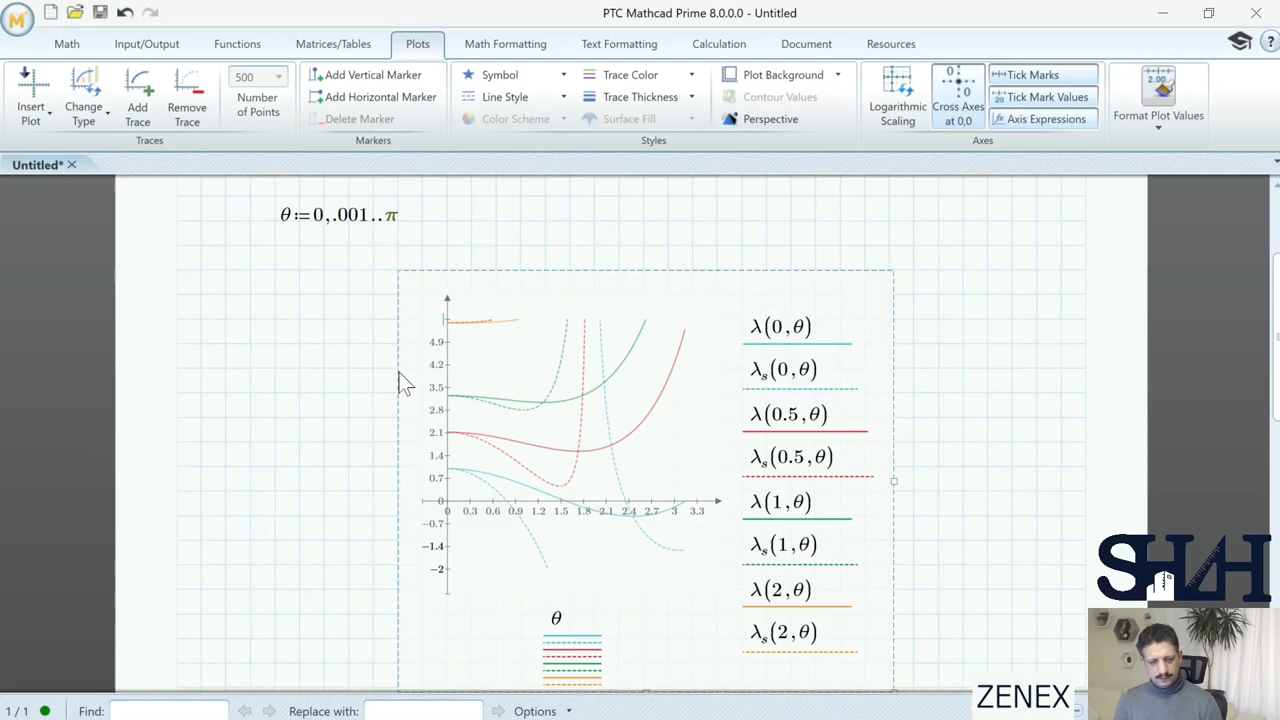 PTC Mathcad Prime 8.0.0.0 - Untitled
Math Input/Output Functions Matrices/Tables Plots Math Formatting Text Formatting Calculation Document Resources
Insert Plot
Change Type
Add Trace
Remove Trace
500
Number of Points
Traces
Add Vertical Marker
Add Horizontal Marker
Delete Marker
Markers
Symbol
Line Style
Color Scheme
Trace Color
Trace Thickness
Surface Fill
Plot Background
Contour Values
Perspective
Styles
Logarithmic Scaling
Cross Axes at 0,0
Tick Marks
Tick Mark Values
Axis Expressions
Axes
Format Plot Values
Untitled*
θ:=0,.001..π
4.9
4.2
3.5
2.8
2.1
1.4
0.7
0
-0.7
-1.4
-2
0 0.3 0.6 0.9 1.2 1.5 1.8 2.1 2.4 2.7 3 3.3
θ
λ(0,θ)
λs(0,θ)
λ(0.5,θ)
λs(0.5,θ)
λ(1,θ)
λs(1,θ)
λ(2,θ)
λs(2,θ)
SHZH
ZENEX
1 / 1 Find: Replace with: Options